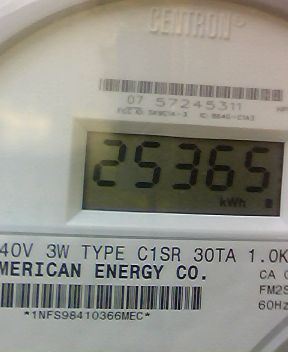 CENTRON®
07 57245311
25365
kWh
40V 3W TYPE C1SR 30TA 1.0K
MERICAN ENERGY CO.
CA
FM2S
60Hz
*1NFS98410366MEC*